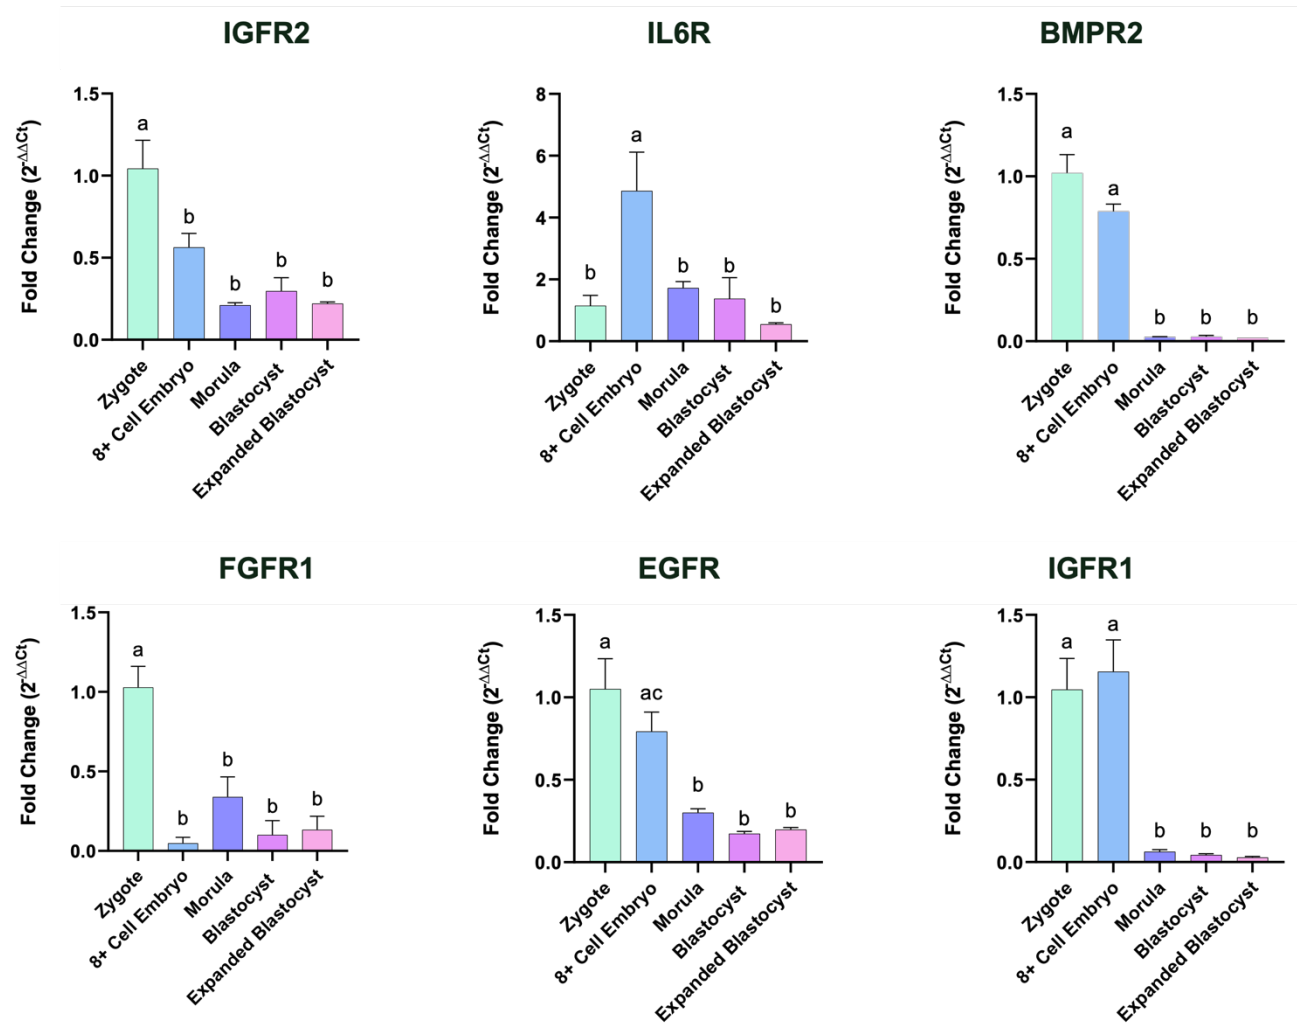 IGFR2
Fold Change (2-ΔΔCt)
1.5
1.0
0.5
0.0
a
b
b
b
b
Zygote
8+ Cell Embryo
Morula
Blastocyst
Expanded Blastocyst
IL6R
Fold Change (2-ΔΔCt)
8
6
4
2
0
b
a
b
b
b
Zygote
8+ Cell Embryo
Morula
Blastocyst
Expanded Blastocyst
BMPR2
Fold Change (2-ΔΔCt)
1.5
1.0
0.5
0.0
a
a
b
b
b
Zygote
8+ Cell Embryo
Morula
Blastocyst
Expanded Blastocyst
FGFR1
Fold Change (2-ΔΔCt)
1.5
1.0
0.5
0.0
a
b
b
b
b
Zygote
8+ Cell Embryo
Morula
Blastocyst
Expanded Blastocyst
EGFR
Fold Change (2-ΔΔCt)
1.5
1.0
0.5
0.0
a
ac
b
b
b
Zygote
8+ Cell Embryo
Morula
Blastocyst
Expanded Blastocyst
IGFR1
Fold Change (2-ΔΔCt)
1.5
1.0
0.5
0.0
a
a
b
b
b
Zygote
8+ Cell Embryo
Morula
Blastocyst
Expanded Blastocyst